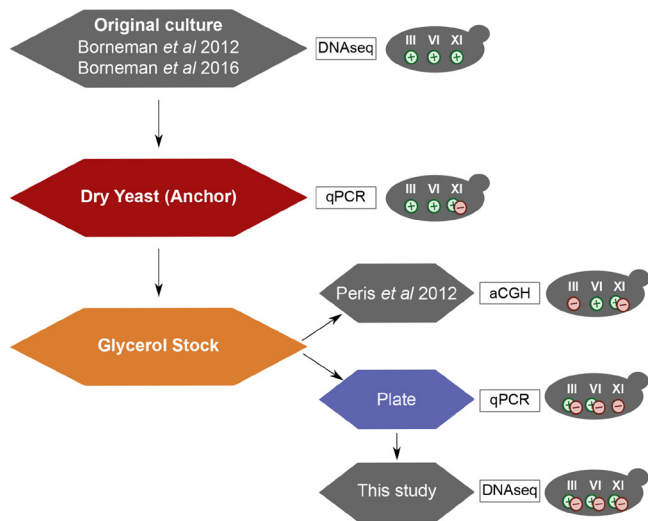 Original culture
Borneman et al 2012
Borneman et al 2016
DNAseq
III VI XI
+ + +
Dry Yeast (Anchor)
qPCR
III VI XI
+ + + −
Glycerol Stock
Peris et al 2012
aCGH
III VI XI
− + + −
Plate
qPCR
III VI XI
+ − + − −
This study
DNAseq
III VI XI
+ − + − + −